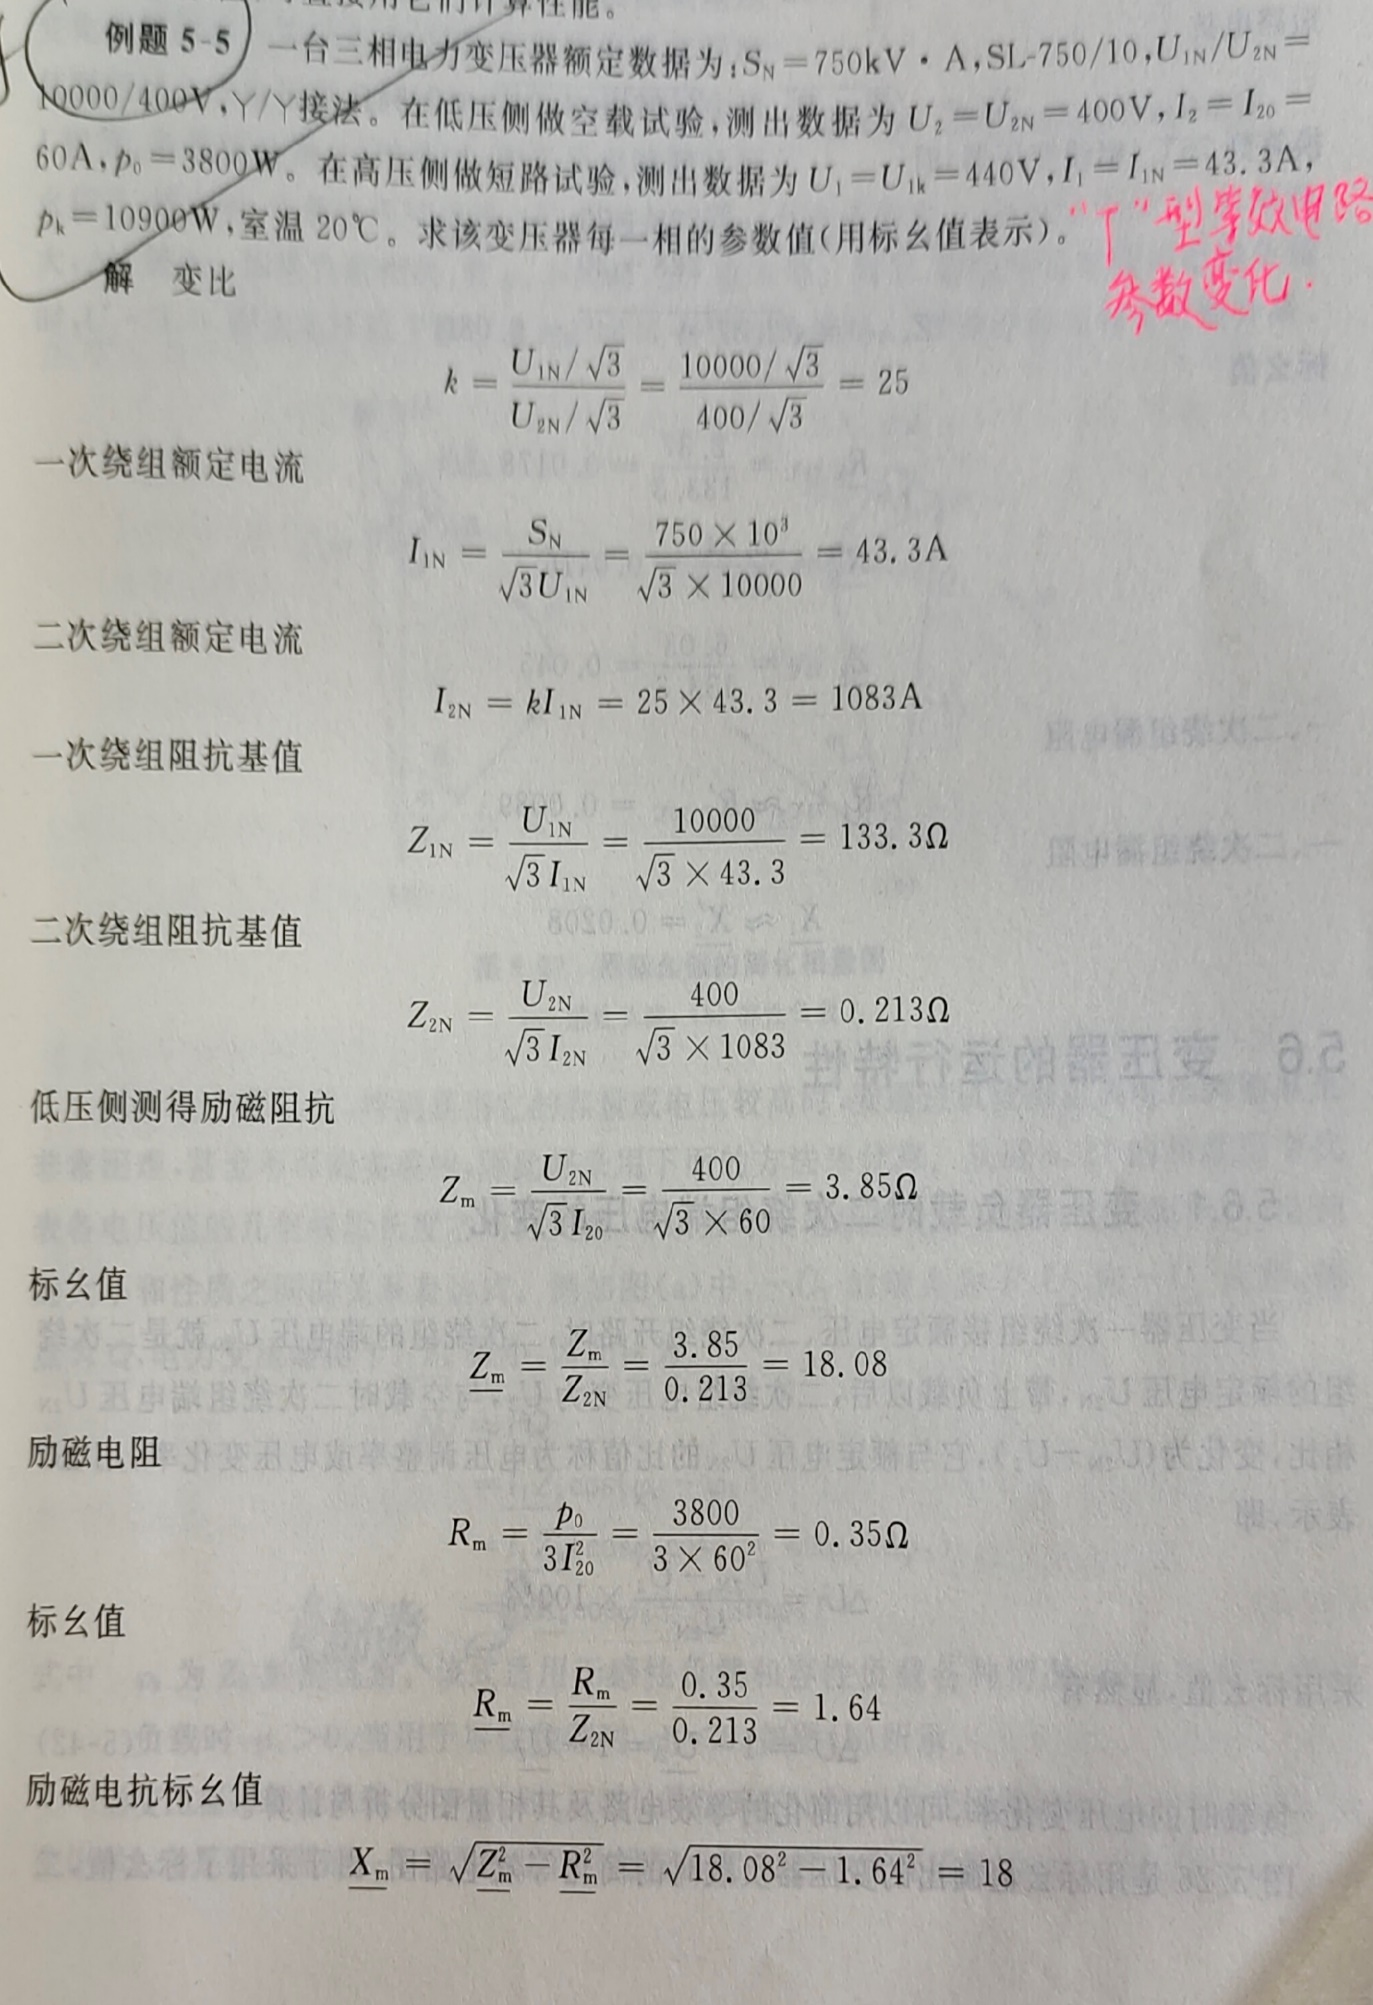 直接用它们计算性能。
例题 5-5 一台三相电力变压器额定数据为:S_N=750kV·A,SL-750/10,U_1N/U_2N=
10000/400V,Y/Y接法。在低压侧做空载试验,测出数据为 U_2=U_2N=400V,I_2=I_20=
60A,p_0=3800W。在高压侧做短路试验,测出数据为 U_1=U_1k=440V,I_1=I_1N=43.3A,
p_k=10900W,室温 20℃。求该变压器每一相的参数值(用标幺值表示)。
"T"型等效电路
参数变化.
解 变比
k = (U_1N/√3)/(U_2N/√3) = (10000/√3)/(400/√3) = 25
一次绕组额定电流
I_1N = S_N/(√3U_1N) = (750×10³)/(√3×10000) = 43.3A
二次绕组额定电流
I_2N = kI_1N = 25×43.3 = 1083A
一次绕组阻抗基值
Z_1N = U_1N/(√3I_1N) = 10000/(√3×43.3) = 133.3Ω
二次绕组阻抗基值
Z_2N = U_2N/(√3I_2N) = 400/(√3×1083) = 0.213Ω
低压侧测得励磁阻抗
Z_m = U_2N/(√3I_20) = 400/(√3×60) = 3.85Ω
标幺值
Z_m = Z_m/Z_2N = 3.85/0.213 = 18.08
励磁电阻
R_m = p_0/(3I_20²) = 3800/(3×60²) = 0.35Ω
标幺值
R_m = R_m/Z_2N = 0.35/0.213 = 1.64
励磁电抗标幺值
X_m = √(Z_m²−R_m²) = √(18.08²−1.64²) = 18